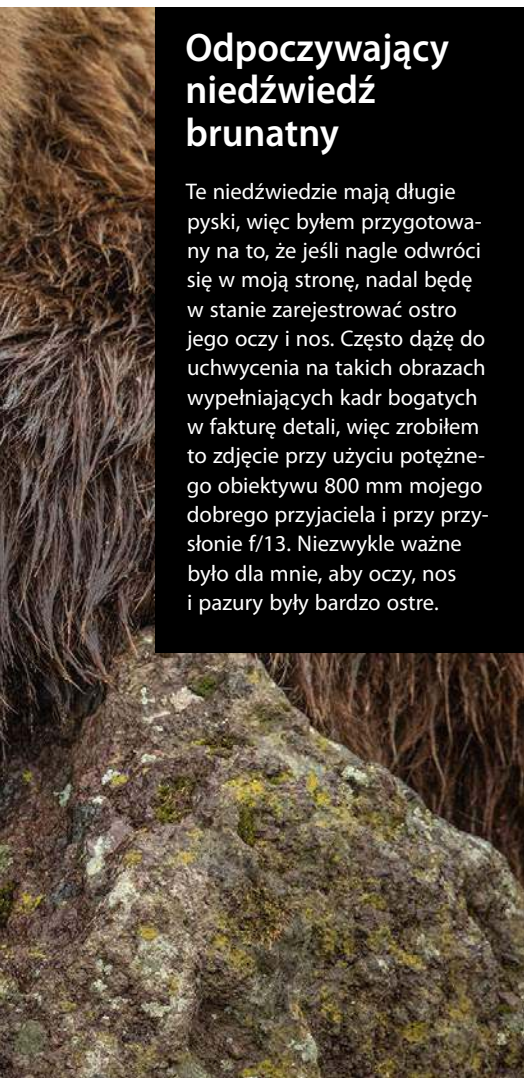 Odpoczywający
niedźwiedź
brunatny
Te niedźwiedzie mają długie
pyski, więc byłem przygotowa-
ny na to, że jeśli nagle odwróci
się w moją stronę, nadal będę
w stanie zarejestrować ostro
jego oczy i nos. Często dążę do
uchwycenia na takich obrazach
wypełniających kadr bogatych
w fakturę detali, więc zrobiłem
to zdjęcie przy użyciu potężne-
go obiektywu 800 mm mojego
dobrego przyjaciela i przy przy-
słonie f/13. Niezwykle ważne
było dla mnie, aby oczy, nos
i pazury były bardzo ostre.